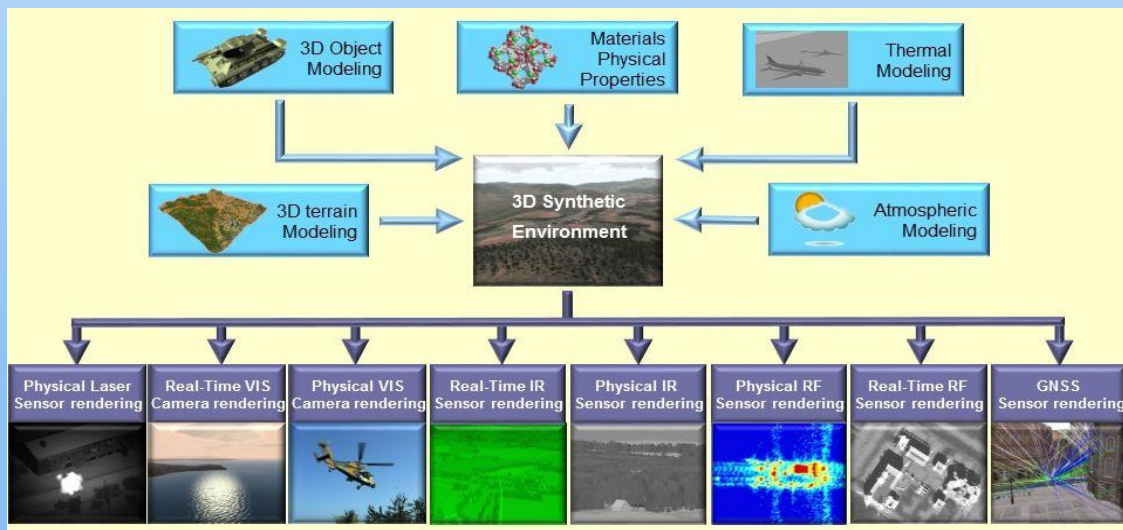 3D Object
Modeling
Materials
Physical
Properties
Thermal
Modeling
3D terrain
Modeling
3D Synthetic
Environment
Atmospheric
Modeling
Physical Laser
Sensor rendering
Real-Time VIS
Camera rendering
Physical VIS
Camera rendering
Real-Time IR
Sensor rendering
Physical IR
Sensor rendering
Physical RF
Sensor rendering
Real-Time RF
Sensor rendering
GNSS
Sensor rendering